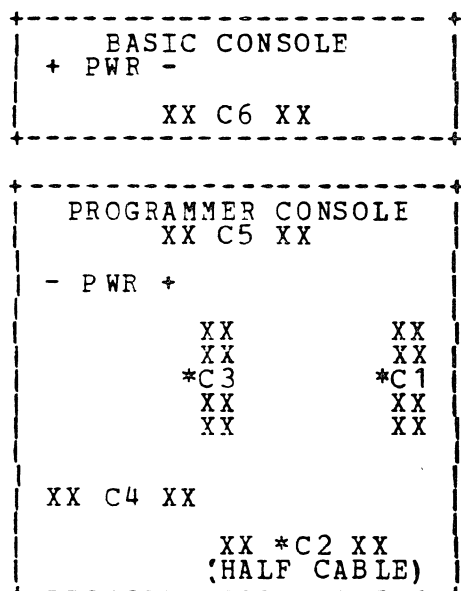 BASIC CONSOLE
+ PWR -
XX C6 XX
PROGRAMMER CONSOLE
XX C5 XX
- PWR +
XX XX
XX XX
*C3 *C1
XX XX
XX XX
XX C4 XX
XX *C2 XX
(HALF CABLE)